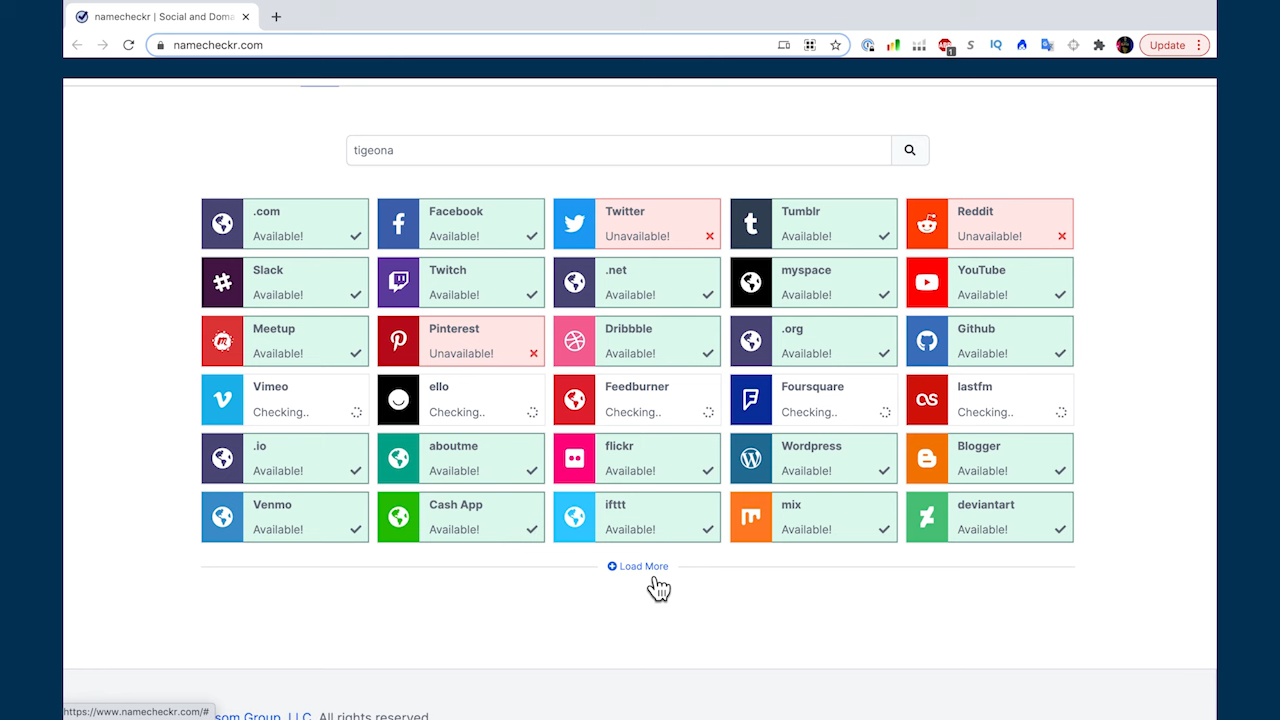 namecheckr | Social and Doma
namecheckr.com
1
S
IQ
Update
tigeona
.com
Available!
Facebook
Available!
Twitter
Unavailable!
Tumblr
Available!
Reddit
Unavailable!
Slack
Available!
Twitch
Available!
.net
Available!
myspace
Available!
YouTube
Available!
Meetup
Available!
Pinterest
Unavailable!
Dribbble
Available!
.org
Available!
Github
Available!
Vimeo
Checking..
ello
Checking..
Feedburner
Checking..
Foursquare
Checking..
lastfm
Checking..
.io
Available!
aboutme
Available!
flickr
Available!
Wordpress
Available!
Blogger
Available!
Venmo
Available!
Cash App
Available!
ifttt
Available!
mix
Available!
deviantart
Available!
Load More
https://www.namecheckr.com/#
som Group, LLC. All rights reserved